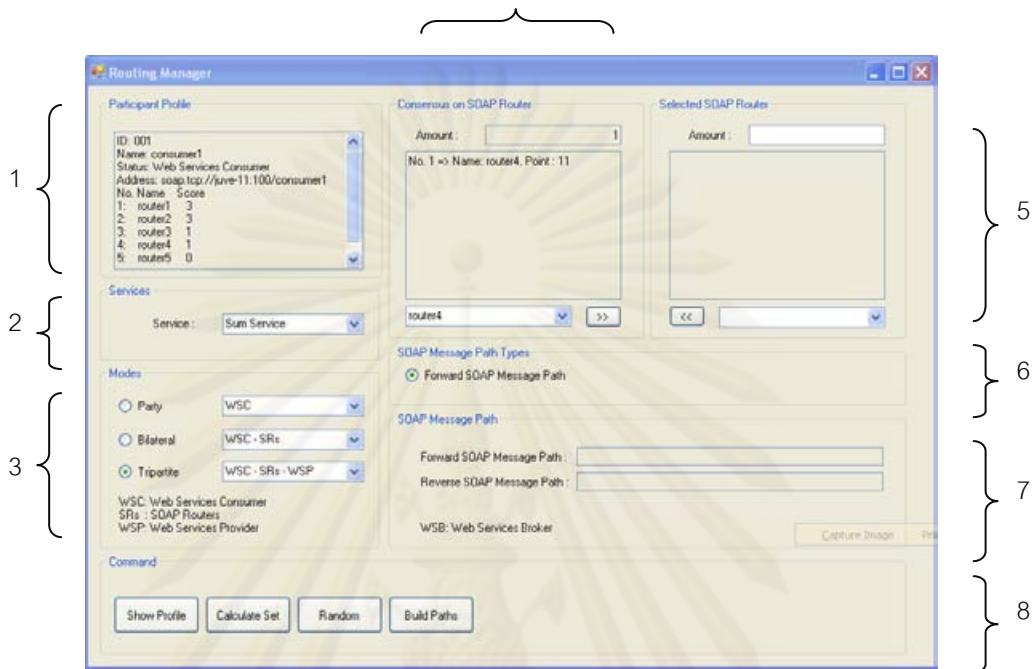 Routing Manager
Participant Profile
ID: 001
Name: consumer1
Status: Web Services Consumer
Address: soap.tcp://juve-11:100/consumer1
No. Name Score
1: router1 3
2: router2 3
3: router3 1
4: router4 1
5: router5 0
1
Services
Service : Sum Service
2
Modes
Party WSC
Bilateral WSC - SRs
Tripartite WSC - SRs - WSP
WSC: Web Services Consumer
SRs : SOAP Routers
WSP: Web Services Provider
3
Consensus on SOAP Router
Amount : 1
No. 1 => Name: router4, Point : 11
router4 >>
Selected SOAP Router
Amount :
<<
5
SOAP Message Path Types
Forward SOAP Message Path
6
SOAP Message Path
Forward SOAP Message Path :
Reverse SOAP Message Path :
WSB: Web Services Broker
Capture Image
7
Command
Show Profile Calculate Set Random Build Paths
8